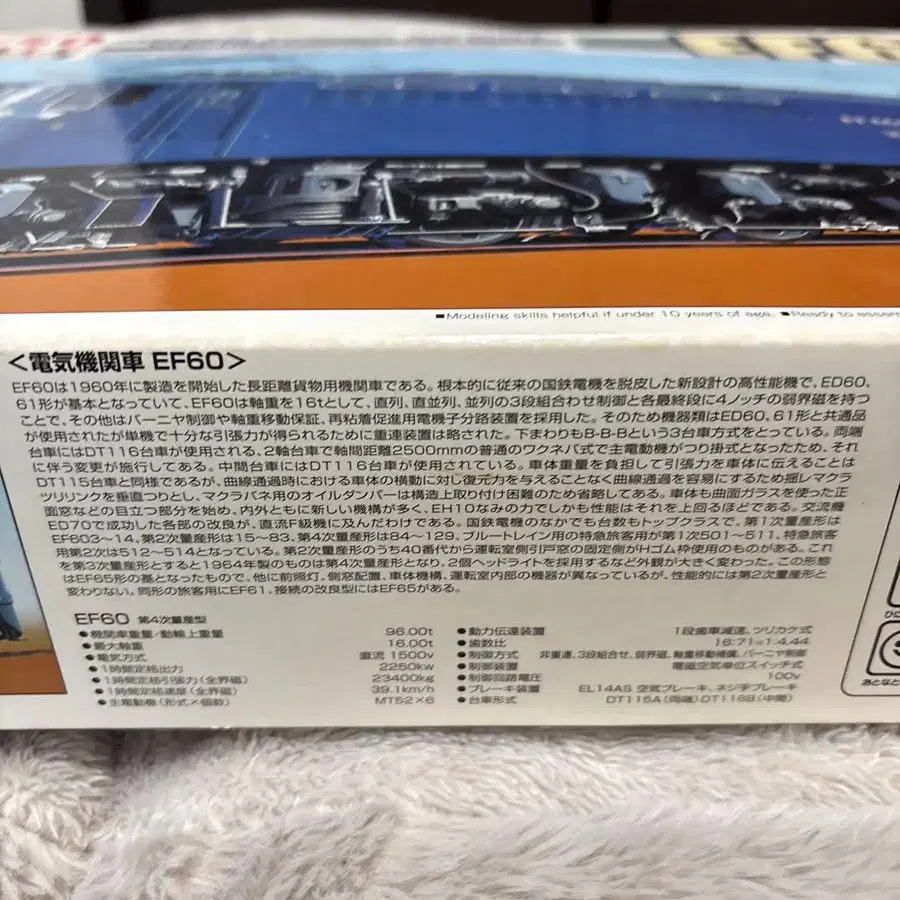 ■Modeling skills helpful if under 10 years of age. ■Ready to
<電気機関車 EF60>
EF60は1960年に製造を開始した長距離貨物用機関車である。根本的に従来の国鉄電機を脱皮した新設計の高性能機で、ED60、
61形が基本となっていて、EF60は軸重を16tとして、直列、直並列、並列の3段組合わせ制御と各最終段に4ノッチの弱界磁を持つ
ことで、その他はバーニヤ制御や軸重移動保証、再粘着促進用電機子分路装置を採用した。そのため機器類はED60、61形と共通品
が使用されたが単機で十分な引張力が得られるために重連装置は略された。下まわりもB-B-Bという3台車方式をとっている。両端
台車にはDT116台車が使用される。2軸台車で軸間距離2500mmの普通のワクネバ式で主電動機がつり掛式となったため、それ
に伴う変更が施行してある。中間台車にはDT116台車が使用されている。車体重量を負担して引張力を車体に伝えることは
DT115台車と同様であるが、曲線通過時における車体の横動に対し復元力を与えることなく曲線通過を容易にするため揺レマクラ
ツリリンクを垂直つりとし、マクラバネ用のオイルダンパーは構造上取り付け困難のため省略してある。車体も曲面ガラスを使った正
面窓などの目立つ部分を始め、内外ともに新しい機構が多く、EH10なみの力でしかも性能はそれを上回るほどである。交流機
ED70で成功した各部の改良が、直流F級機に及んだわけである。国鉄電機のなかでも台数もトップクラスで、第1次量産形は
EF603〜14、第2次量産形は15〜83、第4次量産形は84〜129、ブルートレイン用の特急旅客用が第1次501〜511、特急旅客
用第2次は512〜514となっている。第2次量産形のうち40番代から運転室側引戸窓の固定側がHゴム枠使用のものがある。これ
を第3次量産形とすると1964年製のものは第4次量産形となり、2個ヘッドライトを採用するなど外観が大きく変わった。この形態
はEF65形の基となったもので、他に前照灯、側窓配置、車体機構、運転室内部の機器が異なっているが、性能的には第2次量産形と
変わりない。同形の旅客用にEF61、接続の改良型にはEF65がある。
EF60 第4次量産型
●機関車重量・動輪上重量 96.00t
●最大軸重 16.00t
●電気方式 直流 1500v
●1時間定格出力 2250kw
●1時間定格引張力(全界磁) 23400kg
●1時間定格速度(全界磁) 39.1km/h
●主電動機(形式×個数) MT52×6
●動力伝達装置 1段歯車減速、ツリカケ式
●歯数比 16:71=1:4.44
●制御方式 非重連、3段組合せ、弱界磁、軸重移動補償、バーニヤ制御
●制御装置 電磁空気単位スイッチ式
●制御回路電圧 100v
●ブレーキ装置 EL14AS 空気ブレーキ、ネジ手ブレーキ
●台車形式 DT115A(両端)DT116B(中間)